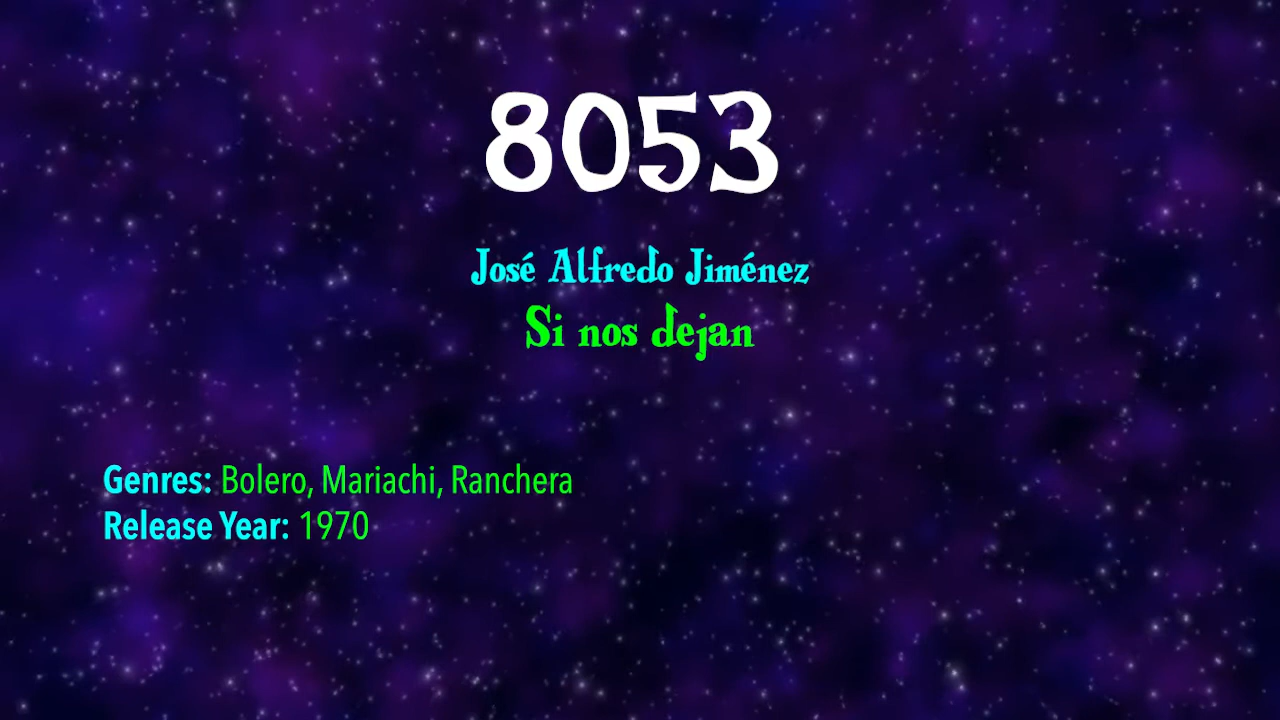 8053
José Alfredo Jiménez
Si nos dejan
Genres: Bolero, Mariachi, Ranchera
Release Year: 1970